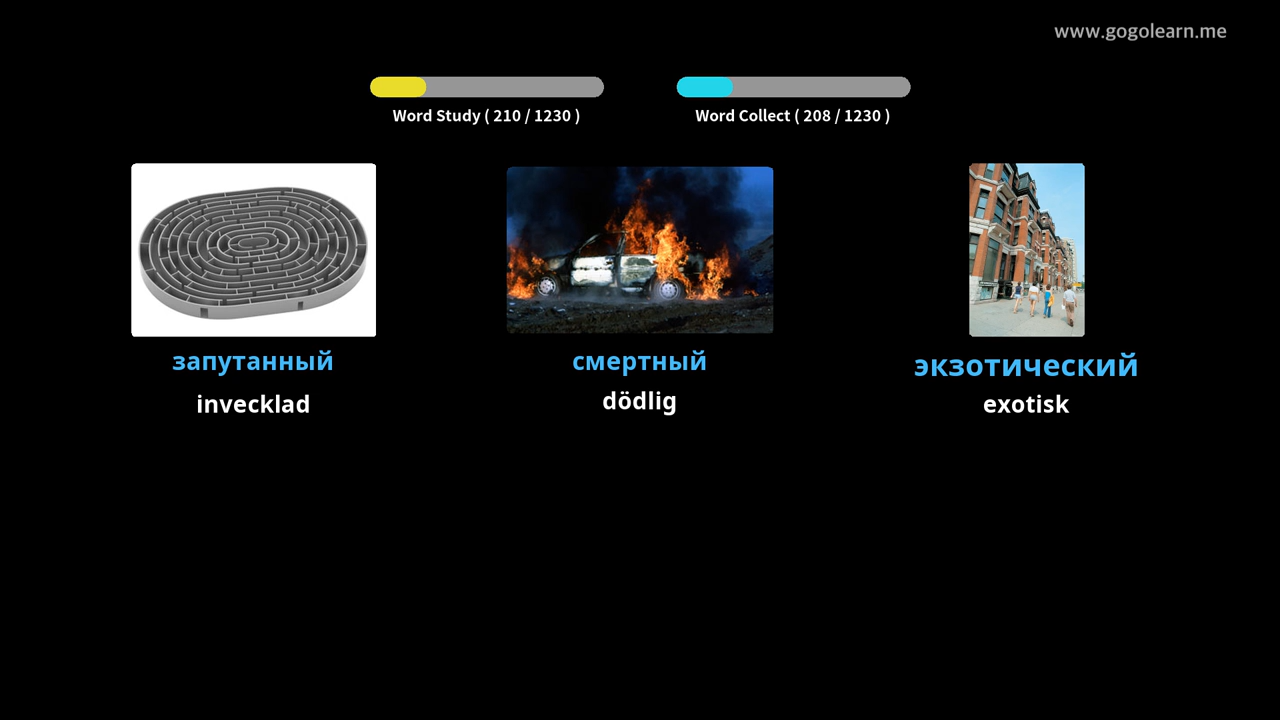 www.gogolearn.me
Word Study ( 210 / 1230 )
Word Collect ( 208 / 1230 )
запутанный
смертный
экзотический
invecklad
dödlig
exotisk